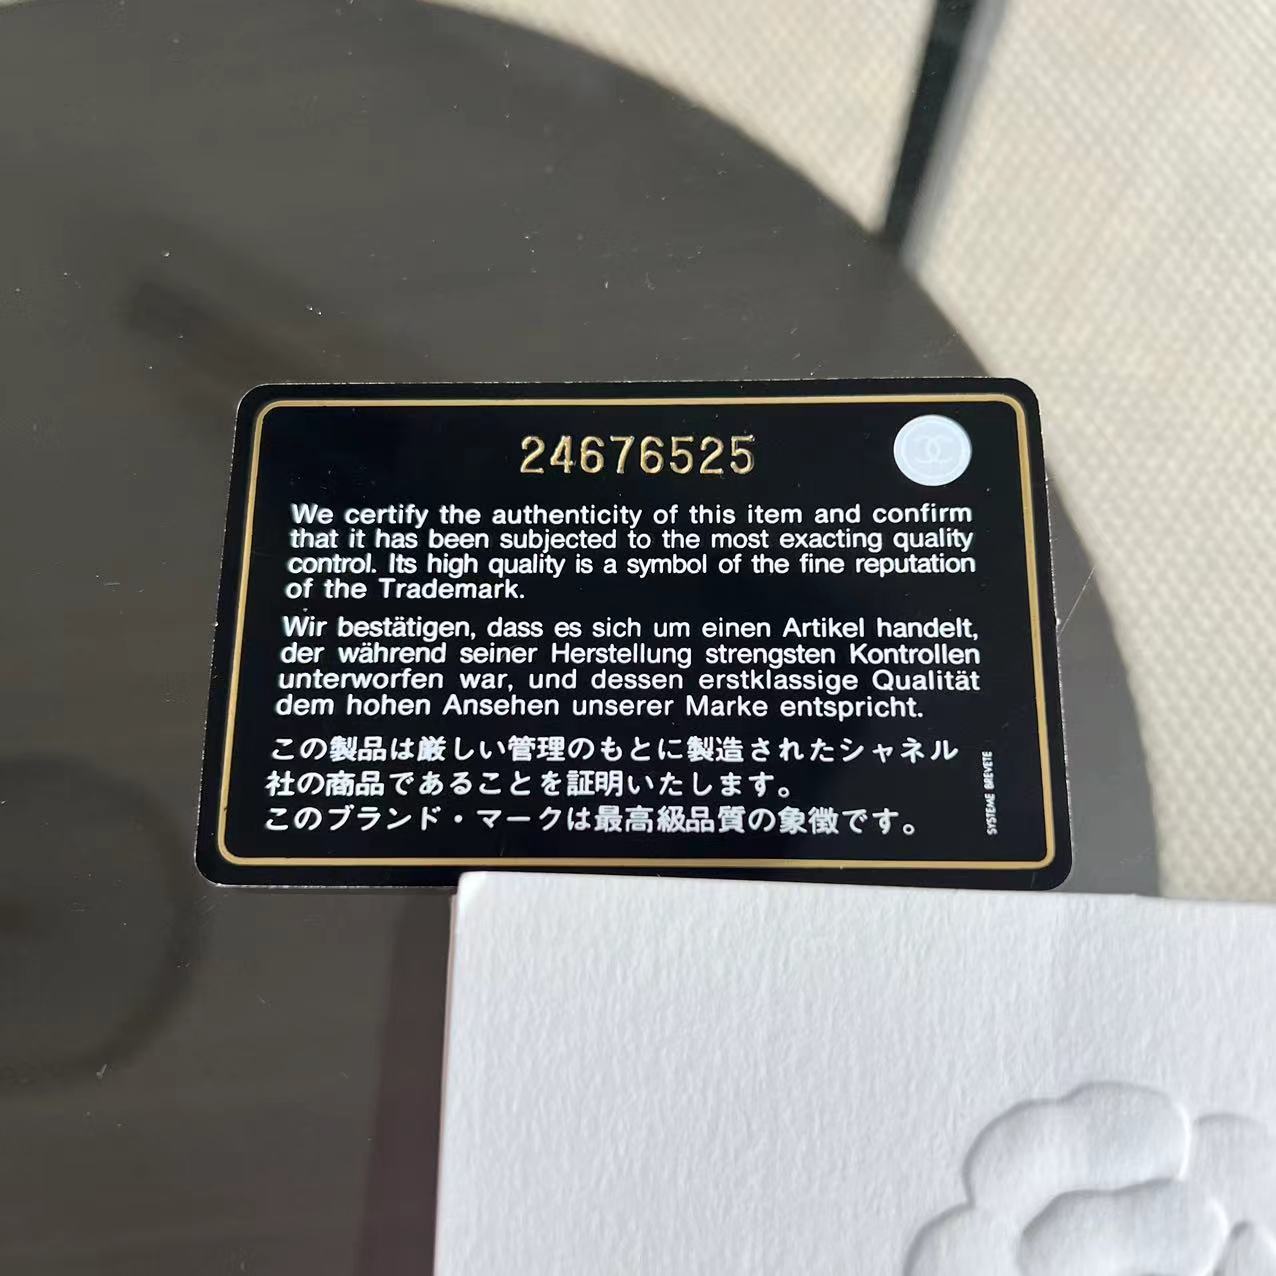 24676525
We certify the authenticity of this item and confirm
that it has been subjected to the most exacting quality
control. Its high quality is a symbol of the fine reputation
of the Trademark.
Wir bestätigen, dass es sich um einen Artikel handelt,
der während seiner Herstellung strengsten Kontrollen
unterworfen war, und dessen erstklassige Qualität
dem hohen Ansehen unserer Marke entspricht.
この製品は厳しい管理のもとに製造されたシャネル
社の商品であることを証明いたします。
このブランド・マークは最高級品質の象徴です。
SYSTEME BREVETE